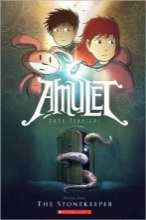 AMULET
KAZU KIBUISHI
BOOK ONE
THE STONEKEEPER
SCHOLASTIC